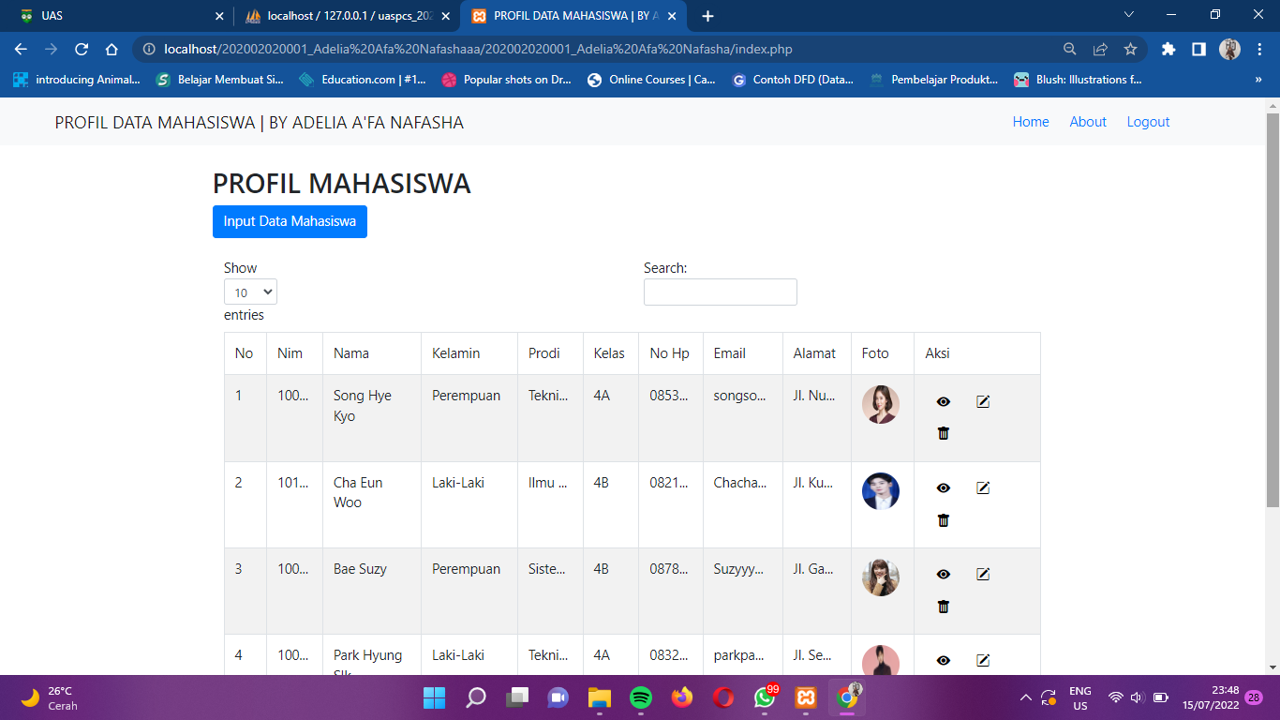 UAS
localhost / 127.0.0.1 / uaspcs_202
PROFIL DATA MAHASISWA | BY A
localhost/202002020001_Adelia%20Afa%20Nafashaaa/202002020001_Adelia%20Afa%20Nafasha/index.php
introducing Animal... Belajar Membuat Si... Education.com | #1... Popular shots on Dr... Online Courses | Ca... Contoh DFD (Data... Pembelajar Produkt... Blush: Illustrations f... »
PROFIL DATA MAHASISWA | BY ADELIA A'FA NAFASHA Home About Logout
PROFIL MAHASISWA
Input Data Mahasiswa
Show Search:
10
entries
No Nim Nama Kelamin Prodi Kelas No Hp Email Alamat Foto Aksi
1 100... Song Hye Perempuan Tekni... 4A 0853... songso... Jl. Nu...
Kyo
2 101... Cha Eun Laki-Laki Ilmu ... 4B 0821... Chacha... Jl. Ku...
Woo
3 100... Bae Suzy Perempuan Siste... 4B 0878... Suzyyy... Jl. Ga...
4 100... Park Hyung Laki-Laki Tekni... 4A 0832... parkpa... Jl. Se...
26°C
Cerah
99
ENG
US
23:48
15/07/2022
28